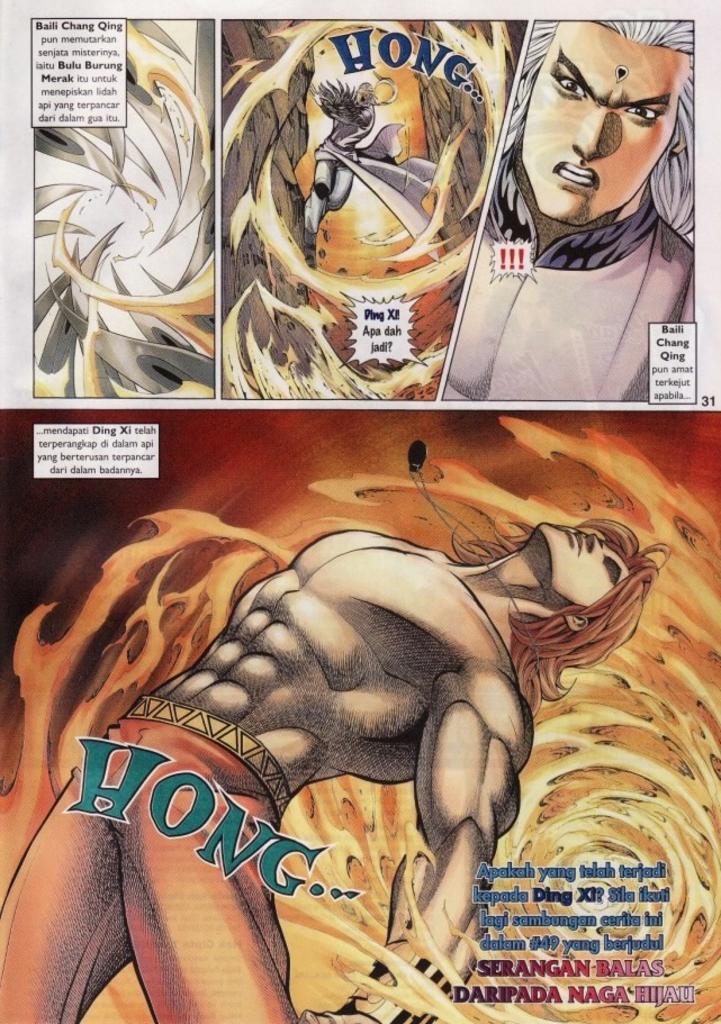 Baili Chang Qing
pun memutarkan
senjata misterinya,
iaitu Bulu Burung
Merak itu untuk
menepiskan lidah
api yang terpancar
dari dalam gua itu.
HONG...
Ding Xi!
Apa dah
jadi?
!!!
Baili
Chang
Qing
pun amat
terkejut
apabila...
31
...mendapati Ding Xi telah
terperangkap di dalam api
yang berterusan terpancar
dari dalam badannya.
HONG...
Apakah yang telah terjadi
kepada Ding Xi? Sila ikuti
lagi sambungan cerita ini
dalam #49 yang berjudul
SERANGAN BALAS
DARIPADA NAGA HIJAU